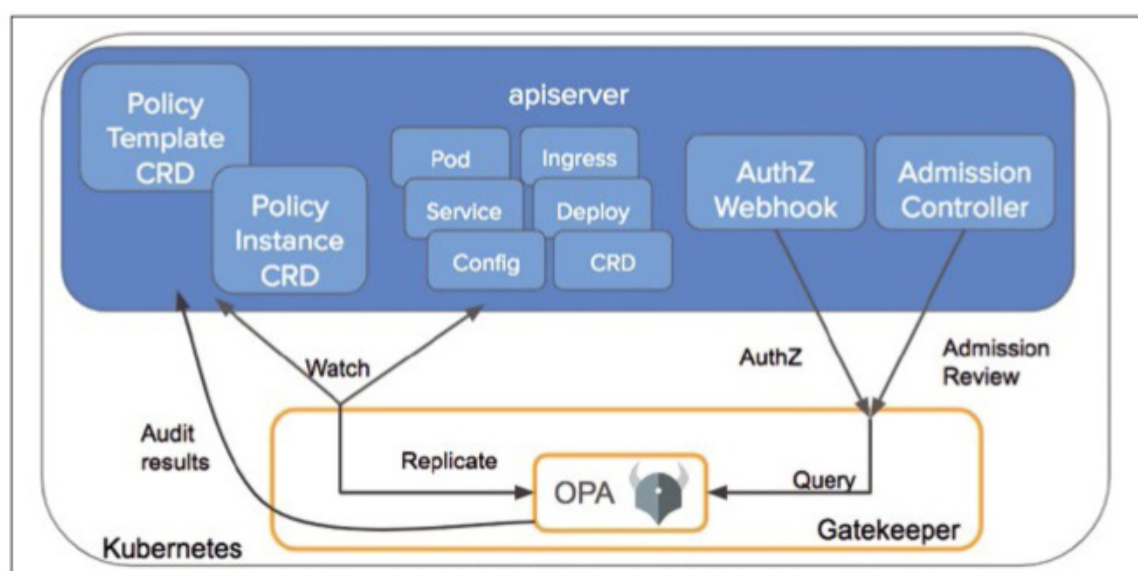 apiserver
Policy
Template
CRD
Policy
Instance
CRD
Pod
Ingress
Service
Deploy
Config
CRD
AuthZ
Webhook
Admission
Controller
Watch
AuthZ
Admission
Review
Audit
results
Replicate
OPA
Query
Gatekeeper
Kubernetes